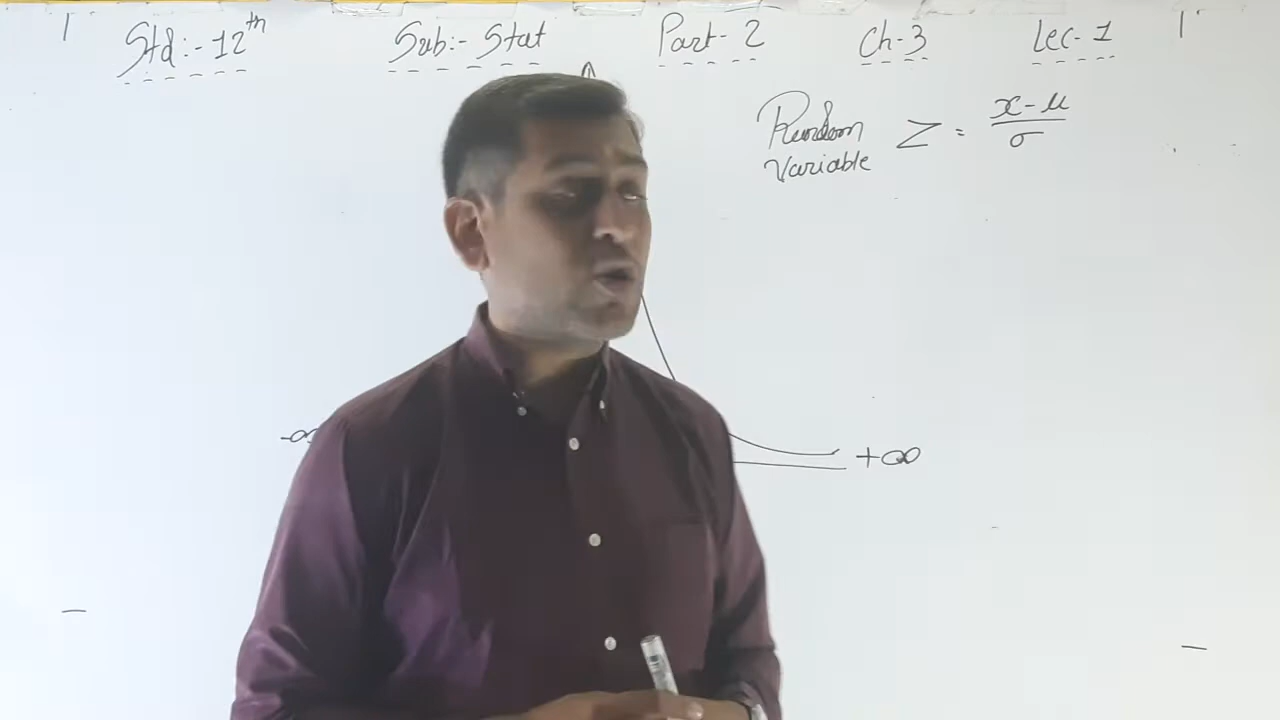 Std:- 12th Sub:- Stat Part- 2 Ch-3 Lec-1
Random Variable Z = x-μ/σ
-∞ +∞